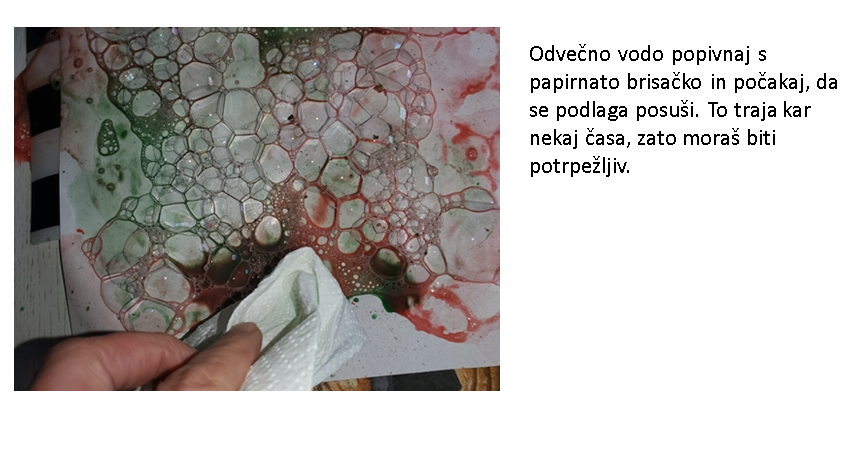 Odvečno vodo popivnaj s
papirnato brisačko in počakaj, da
se podlaga posuši. To traja kar
nekaj časa, zato moraš biti
potrpežljiv.